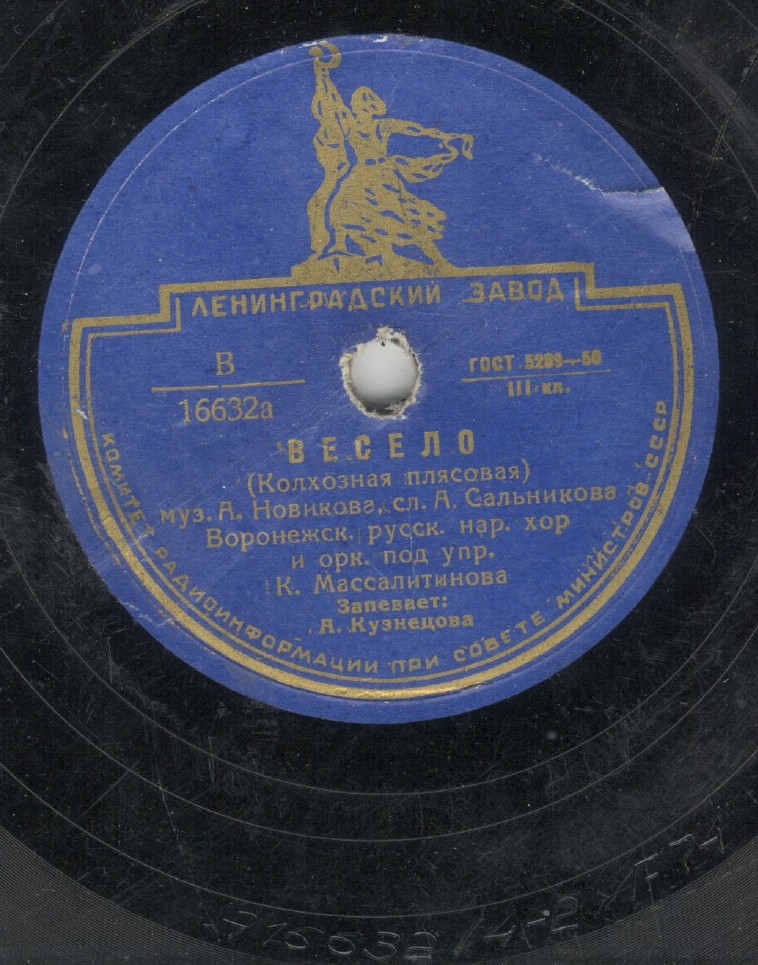 ЛЕНИНГРАДСКИЙ ЗАВОД
В
16632а
ГОСТ 5289-50
III кл.
ВЕСЕЛО
(Колхозная плясовая)
муз. А. Новикова, сл. А. Сальникова
Воронежск. русск. нар. хор
и орк. под упр.
К. Массалитинова
Запевает:
А. Кузнецова
КОМИТЕТ РАДИОИНФОРМАЦИИ ПРИ СОВЕТЕ МИНИСТРОВ СССР